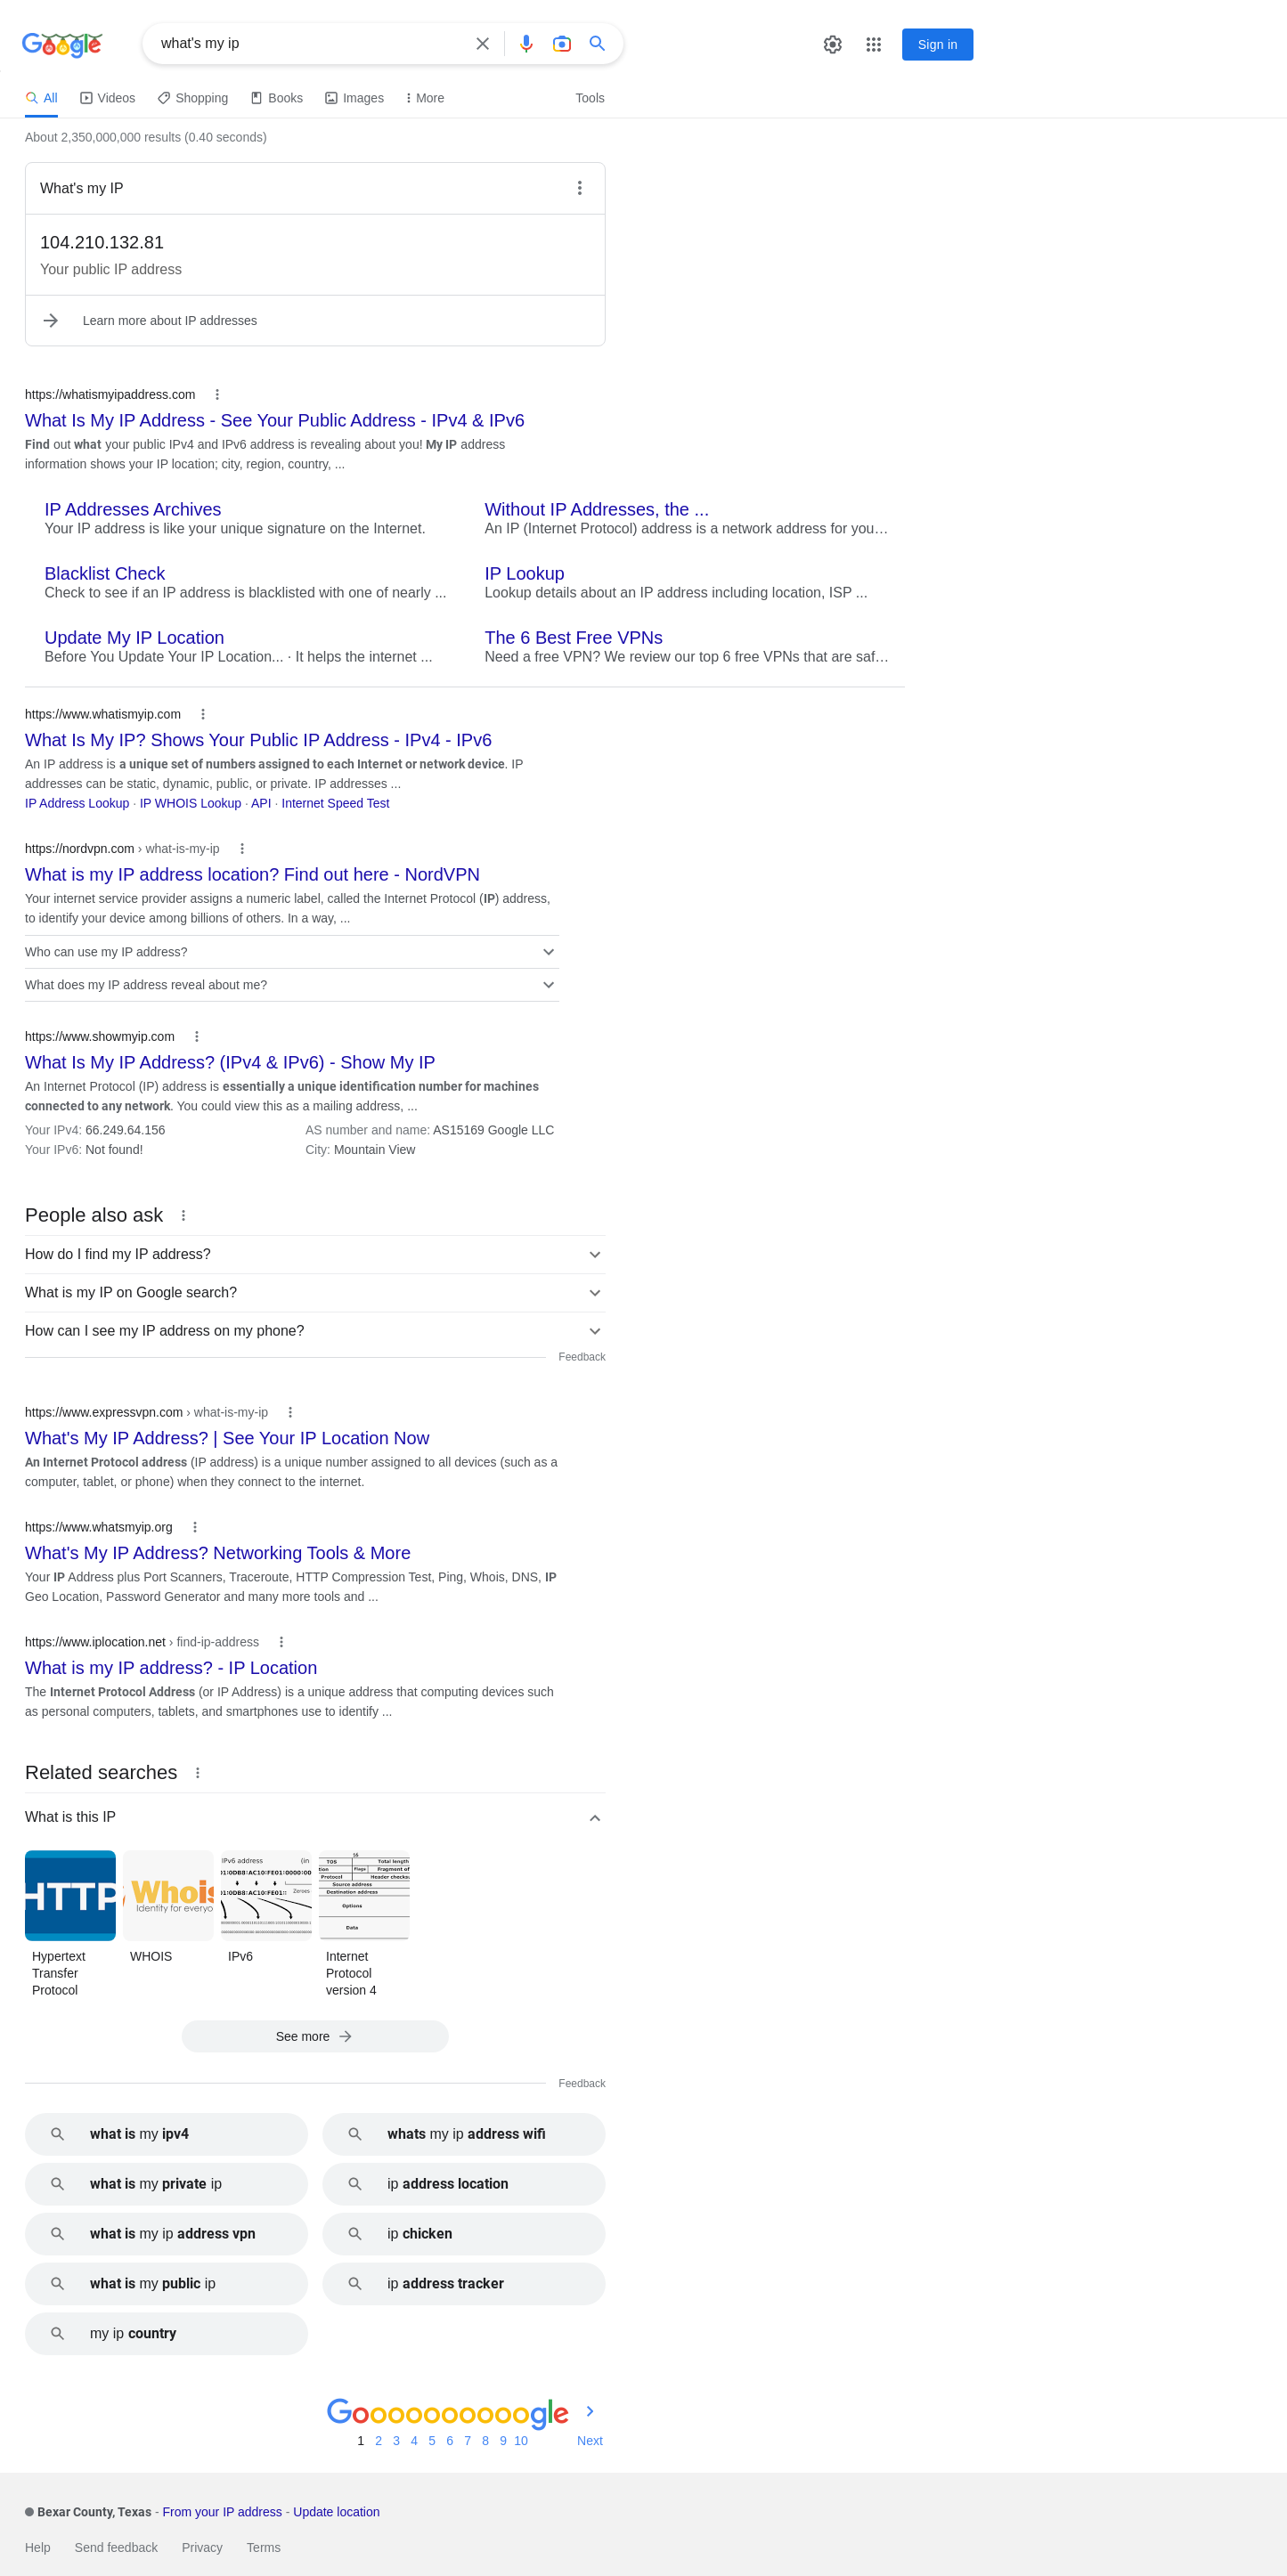 Google
what's my ip
Sign in
All
Videos
Shopping
Books
Images
More
Tools
About 2,350,000,000 results (0.40 seconds)
What's my IP
104.210.132.81
Your public IP address
Learn more about IP addresses
https://whatismyipaddress.com
What Is My IP Address - See Your Public Address - IPv4 & IPv6
Find out what your public IPv4 and IPv6 address is revealing about you! My IP address
information shows your IP location; city, region, country, ...
IP Addresses Archives
Your IP address is like your unique signature on the Internet.
Without IP Addresses, the ...
An IP (Internet Protocol) address is a network address for you…
Blacklist Check
Check to see if an IP address is blacklisted with one of nearly ...
IP Lookup
Lookup details about an IP address including location, ISP ...
Update My IP Location
Before You Update Your IP Location... · It helps the internet ...
The 6 Best Free VPNs
Need a free VPN? We review our top 6 free VPNs that are saf…
https://www.whatismyip.com
What Is My IP? Shows Your Public IP Address - IPv4 - IPv6
An IP address is a unique set of numbers assigned to each Internet or network device. IP
addresses can be static, dynamic, public, or private. IP addresses ...
IP Address Lookup · IP WHOIS Lookup · API · Internet Speed Test
https://nordvpn.com › what-is-my-ip
What is my IP address location? Find out here - NordVPN
Your internet service provider assigns a numeric label, called the Internet Protocol (IP) address,
to identify your device among billions of others. In a way, ...
Who can use my IP address?
What does my IP address reveal about me?
https://www.showmyip.com
What Is My IP Address? (IPv4 & IPv6) - Show My IP
An Internet Protocol (IP) address is essentially a unique identification number for machines
connected to any network. You could view this as a mailing address, ...
Your IPv4: 66.249.64.156
AS number and name: AS15169 Google LLC
Your IPv6: Not found!
City: Mountain View
People also ask
How do I find my IP address?
What is my IP on Google search?
How can I see my IP address on my phone?
Feedback
https://www.expressvpn.com › what-is-my-ip
What's My IP Address? | See Your IP Location Now
An Internet Protocol address (IP address) is a unique number assigned to all devices (such as a
computer, tablet, or phone) when they connect to the internet.
https://www.whatsmyip.org
What's My IP Address? Networking Tools & More
Your IP Address plus Port Scanners, Traceroute, HTTP Compression Test, Ping, Whois, DNS, IP
Geo Location, Password Generator and many more tools and ...
https://www.iplocation.net › find-ip-address
What is my IP address? - IP Location
The Internet Protocol Address (or IP Address) is a unique address that computing devices such
as personal computers, tablets, and smartphones use to identify ...
Related searches
What is this IP
HTTP
Whois
Identity for everyo
IPv6 address (in
Zeroes
TOS Total length
Flags Fragment of
Protocol Header checks
Source address
Destination address
Options
Data
Hypertext
Transfer
Protocol
WHOIS
IPv6
Internet
Protocol
version 4
See more
Feedback
what is my ipv4
whats my ip address wifi
what is my private ip
ip address location
what is my ip address vpn
ip chicken
what is my public ip
ip address tracker
my ip country
Goooooooooogle
1 2 3 4 5 6 7 8 9 10 Next
Bexar County, Texas - From your IP address - Update location
Help Send feedback Privacy Terms